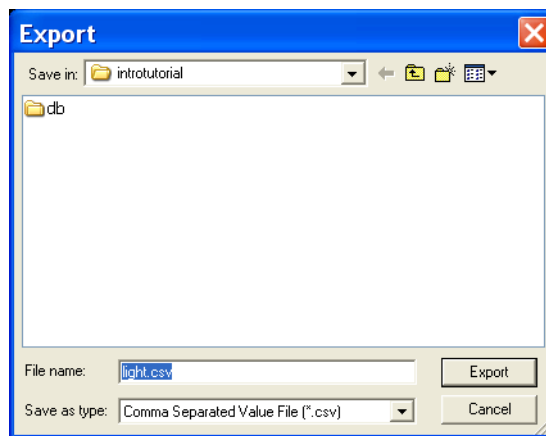 Export
Save in: introtutorial
db
File name: light.csv Export
Save as type: Comma Separated Value File (*.csv) Cancel